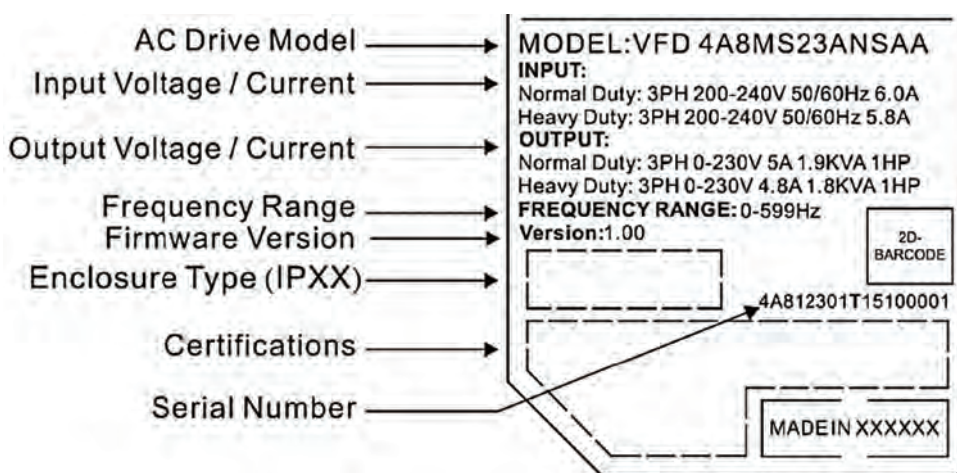 AC Drive Model
Input Voltage / Current
Output Voltage / Current
Frequency Range
Firmware Version
Enclosure Type (IPXX)
Certifications
Serial Number
MODEL:VFD 4A8MS23ANSAA
INPUT:
Normal Duty: 3PH 200-240V 50/60Hz 6.0A
Heavy Duty: 3PH 200-240V 50/60Hz 5.8A
OUTPUT:
Normal Duty: 3PH 0-230V 5A 1.9KVA 1HP
Heavy Duty: 3PH 0-230V 4.8A 1.8KVA 1HP
FREQUENCY RANGE: 0-599Hz
Version:1.00
2D-
BARCODE
4A812301T15100001
MADE IN XXXXXX